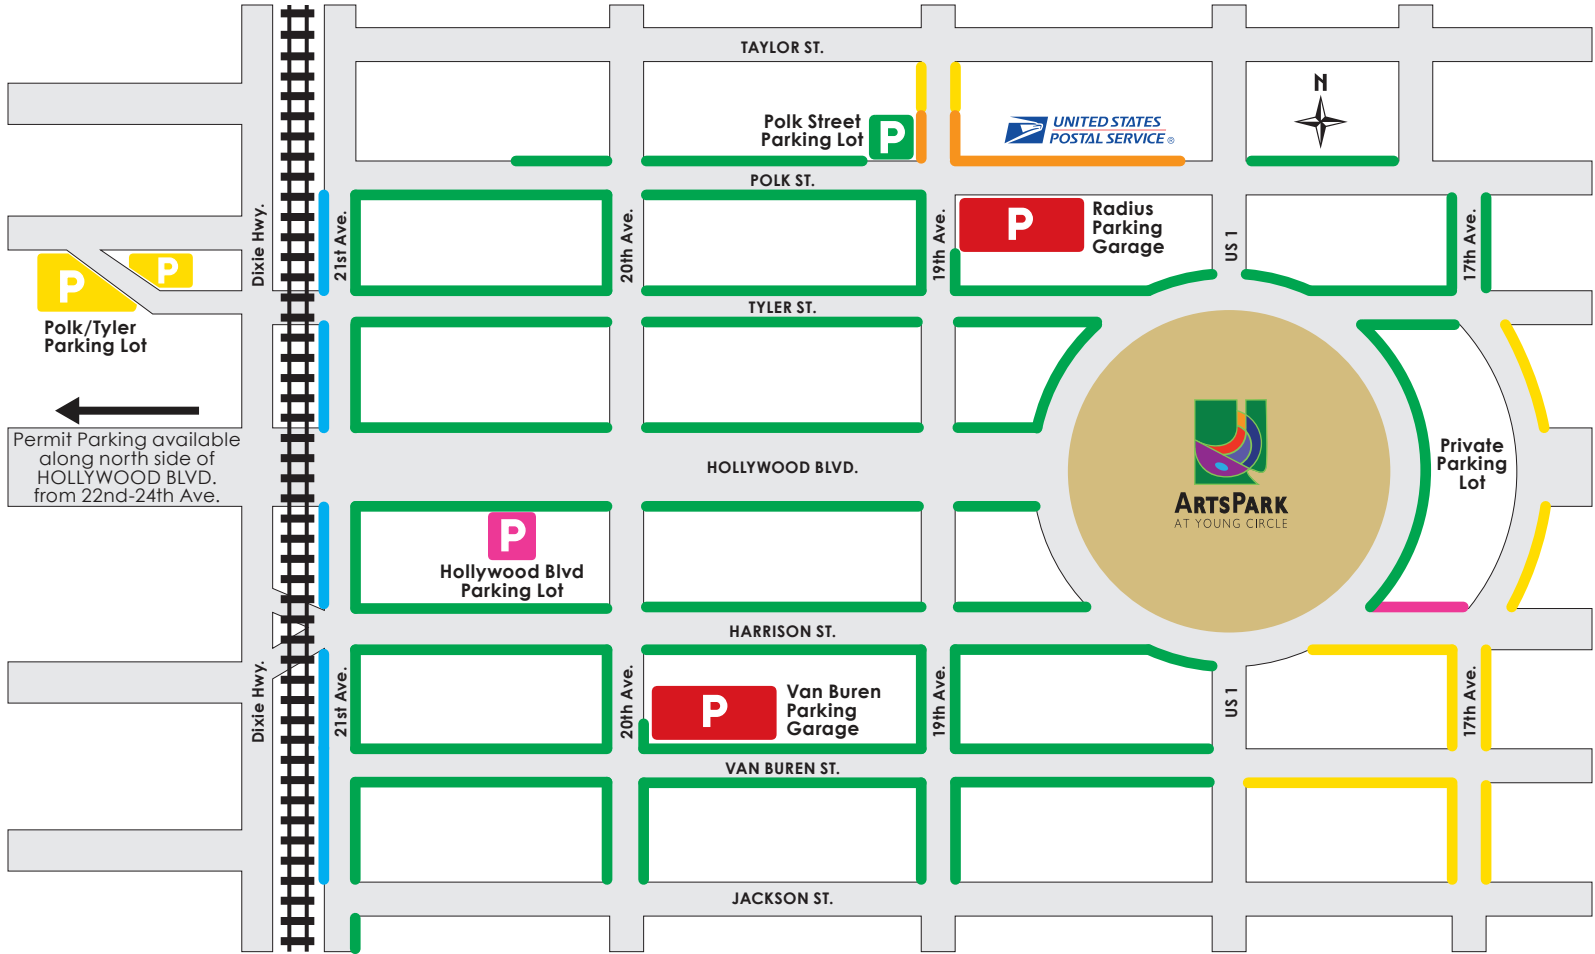 TAYLOR ST.
N
Polk Street
Parking Lot
P
UNITED STATES
POSTAL SERVICE ®
POLK ST.
Dixie Hwy.
21st Ave.
20th Ave.
19th Ave.
P
Radius
Parking
Garage
US 1
17th Ave.
P
P
Polk/Tyler
Parking Lot
TYLER ST.
Permit Parking available
along north side of
HOLLYWOOD BLVD.
from 22nd-24th Ave.
HOLLYWOOD BLVD.
ARTSPARK
AT YOUNG CIRCLE
Private
Parking
Lot
P
Hollywood Blvd
Parking Lot
HARRISON ST.
Dixie Hwy.
21st Ave.
20th Ave.
P
Van Buren
Parking
Garage
19th Ave.
US 1
17th Ave.
VAN BUREN ST.
JACKSON ST.